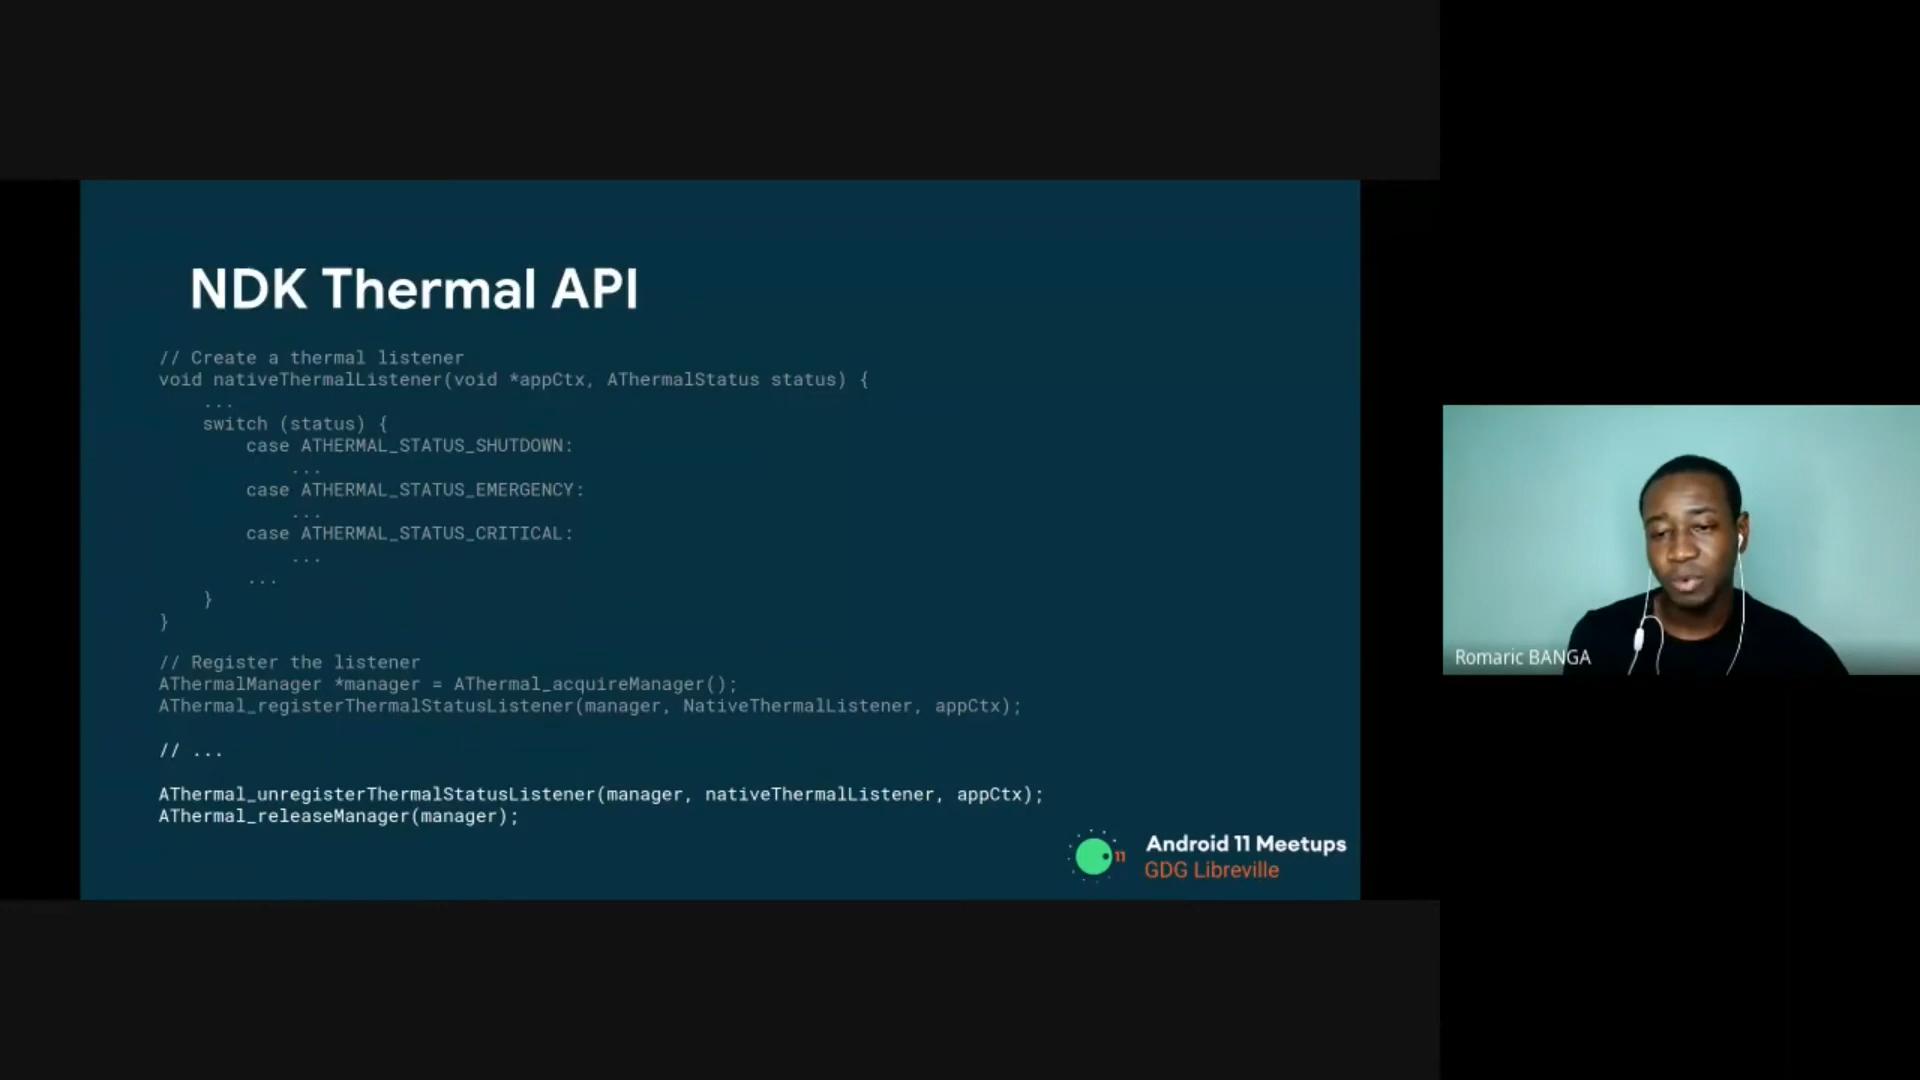 NDK Thermal API
// Create a thermal listener
void nativeThermalListener(void *appCtx, AThermalStatus status) {
...
switch (status) {
case ATHERMAL_STATUS_SHUTDOWN:
...
case ATHERMAL_STATUS_EMERGENCY:
...
case ATHERMAL_STATUS_CRITICAL:
...
...
}
}
// Register the listener
AThermalManager *manager = AThermal_acquireManager();
AThermal_registerThermalStatusListener(manager, NativeThermalListener, appCtx);
// ...
AThermal_unregisterThermalStatusListener(manager, nativeThermalListener, appCtx);
AThermal_releaseManager(manager);
11
Android 11 Meetups
GDG Libreville
Romaric BANGA